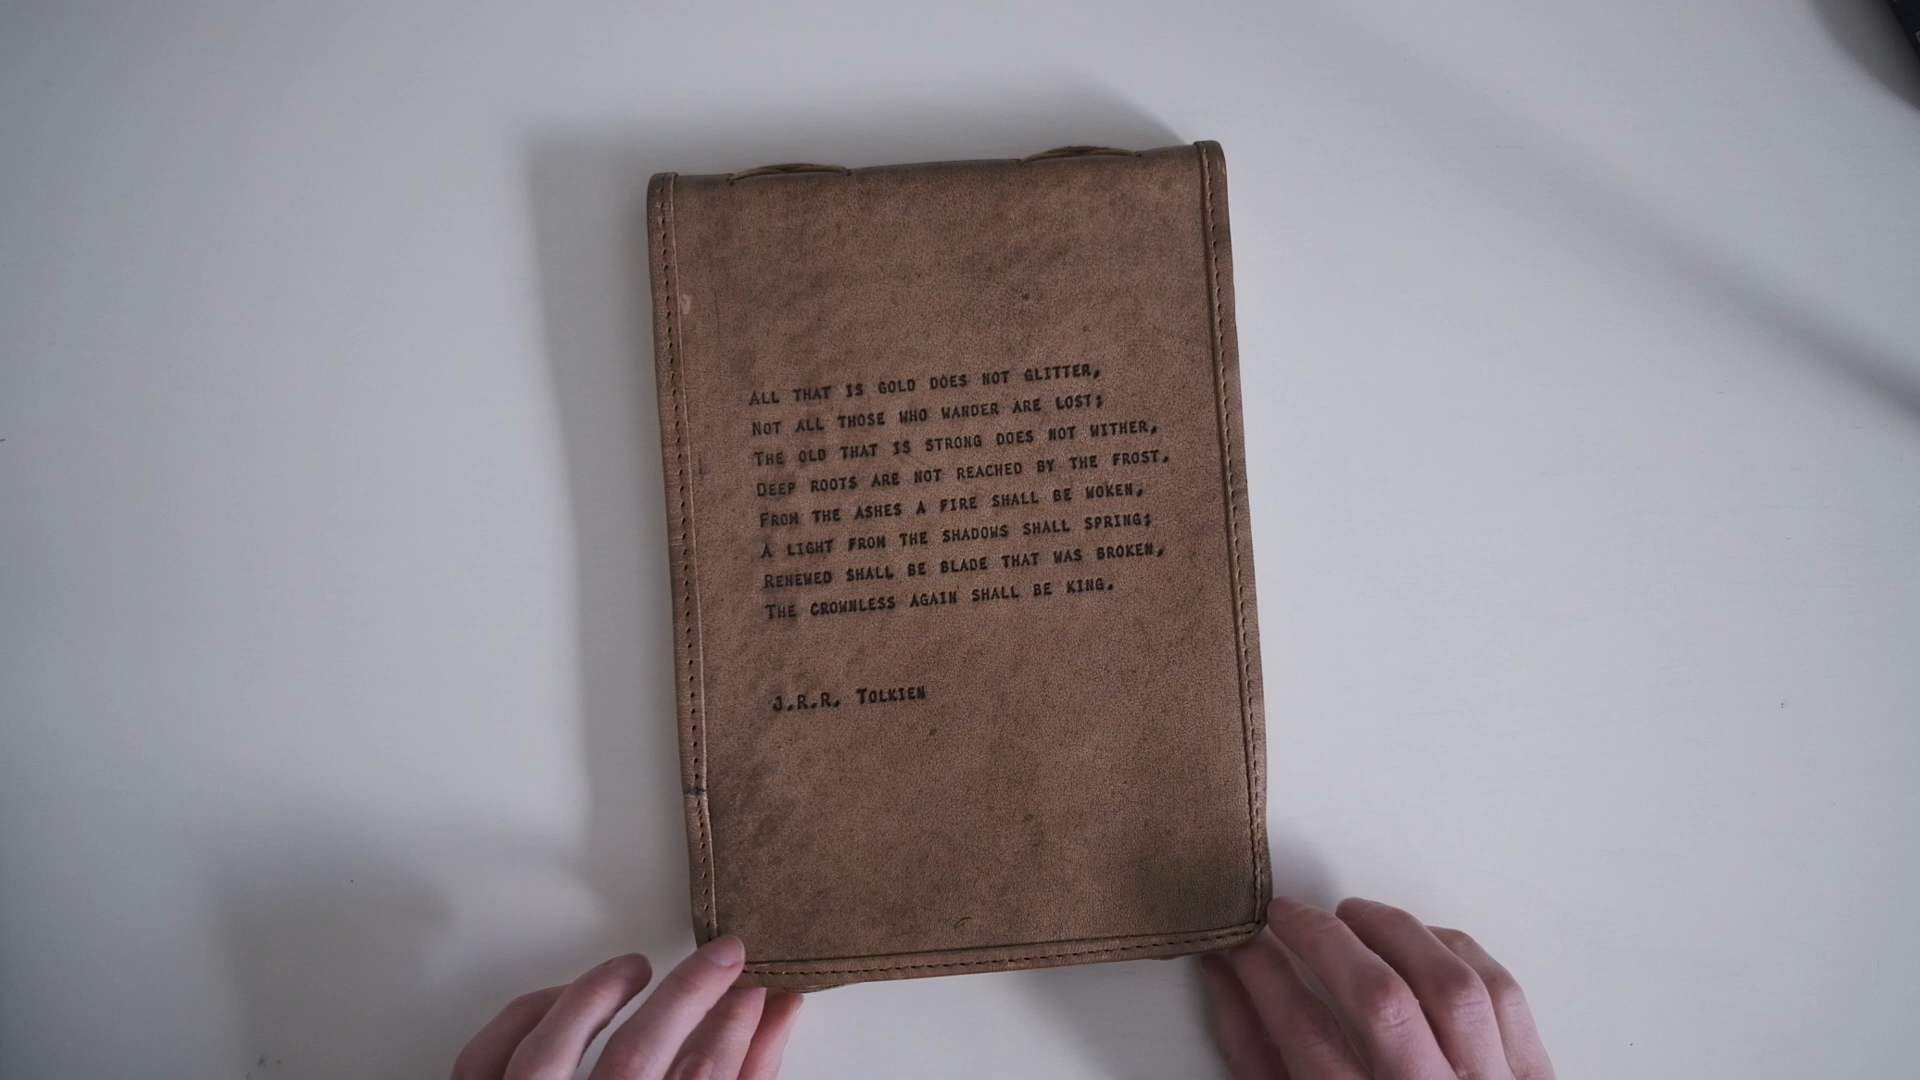 All that is gold does not glitter,
Not all those who wander are lost;
The old that is strong does not wither,
Deep roots are not reached by the frost.
From the ashes a fire shall be woken,
A light from the shadows shall spring;
Renewed shall be blade that was broken,
The crownless again shall be king.
J.R.R. Tolkien